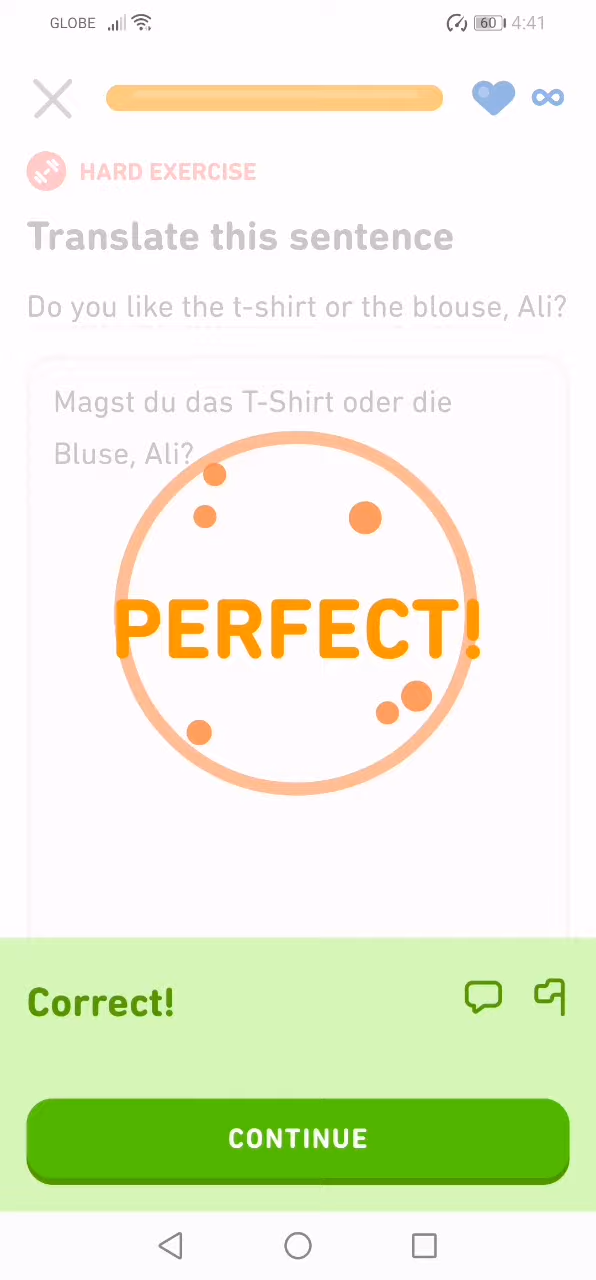 GLOBE 60 4:41
HARD EXERCISE
Translate this sentence
Do you like the t-shirt or the blouse, Ali?
Magst du das T-Shirt oder die
Bluse, Ali?
PERFECT!
Correct!
CONTINUE